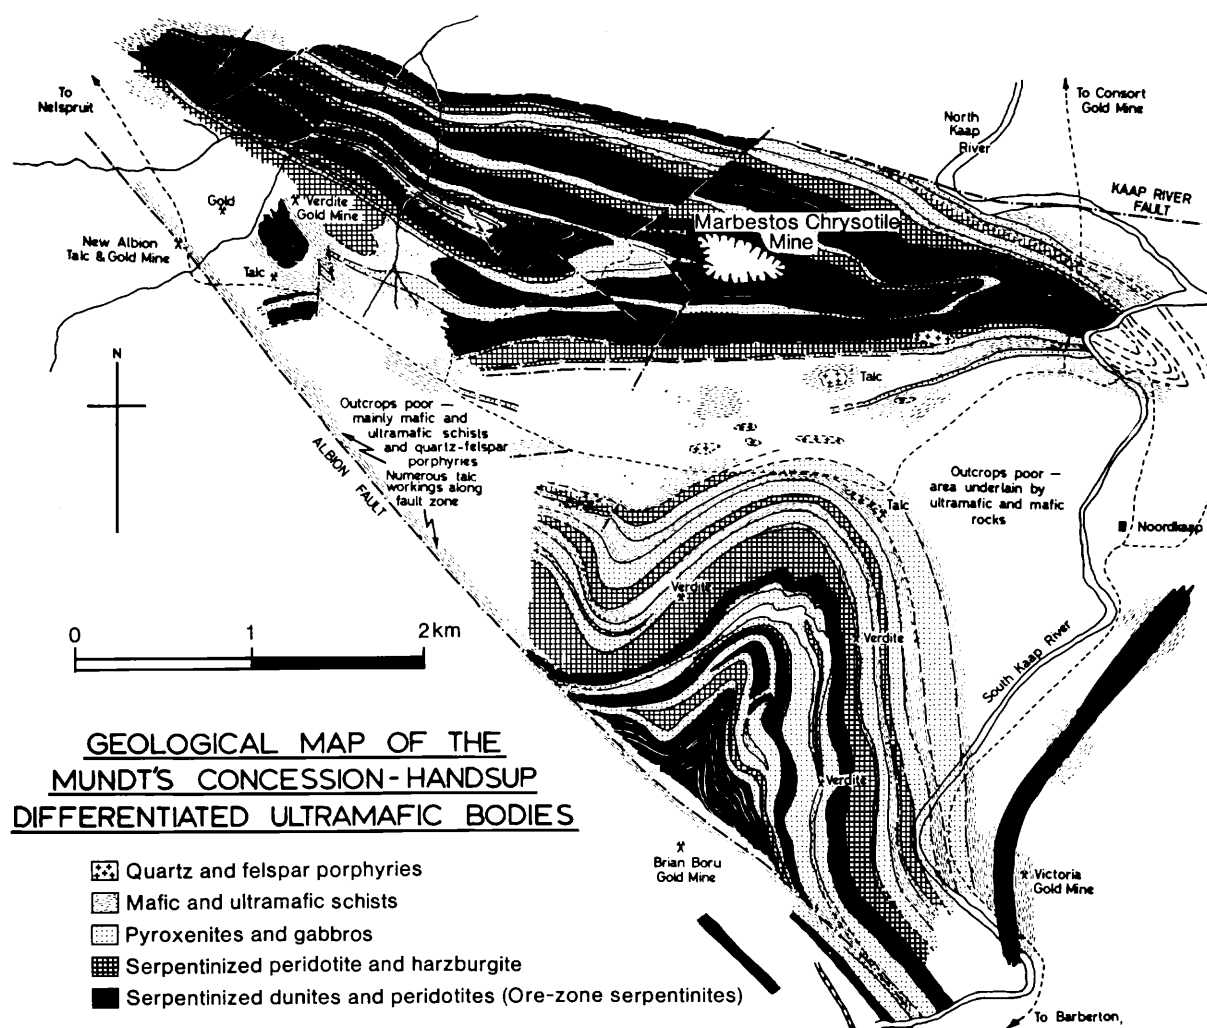 To
Nelspruit
To Consort
Gold Mine
North
Kaap
River
KAAP RIVER
FAULT
Gold
Verdite
Gold Mine
Marbestos Chrysotile
Mine
New Albion
Talc & Gold Mine
Talc
N
Talc
Outcrops poor —
mainly mafic and
ultramafic schists
and quartz-felspar
porphyries
Numerous talc
workings along
fault zone
ALBION FAULT
Outcrops poor —
area underlain by
ultramafic and mafic
rocks
Talc
Noordkaap
Verdite
Verdite
South Kaap River
0 1 2 km
Verdite
GEOLOGICAL MAP OF THE
MUNDT'S CONCESSION-HANDSUP
DIFFERENTIATED ULTRAMAFIC BODIES
Brian Boru
Gold Mine
Victoria
Gold Mine
Quartz and felspar porphyries
Mafic and ultramafic schists
Pyroxenites and gabbros
Serpentinized peridotite and harzburgite
Serpentinized dunites and peridotites (Ore-zone serpentinites)
To Barberton,